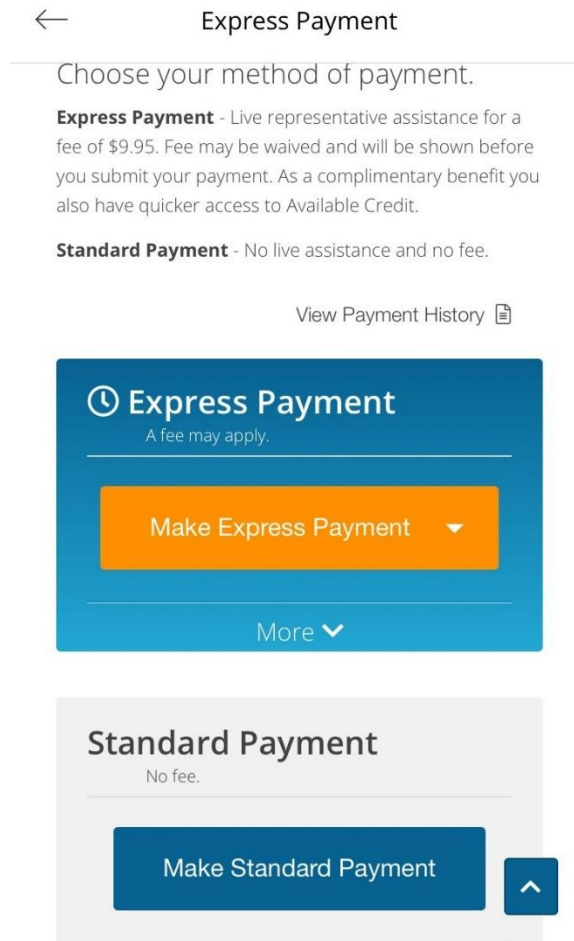 Express Payment
Choose your method of payment.
Express Payment - Live representative assistance for a
fee of $9.95. Fee may be waived and will be shown before
you submit your payment. As a complimentary benefit you
also have quicker access to Available Credit.
Standard Payment - No live assistance and no fee.
View Payment History
Express Payment
A fee may apply.
Make Express Payment
More
Standard Payment
No fee.
Make Standard Payment